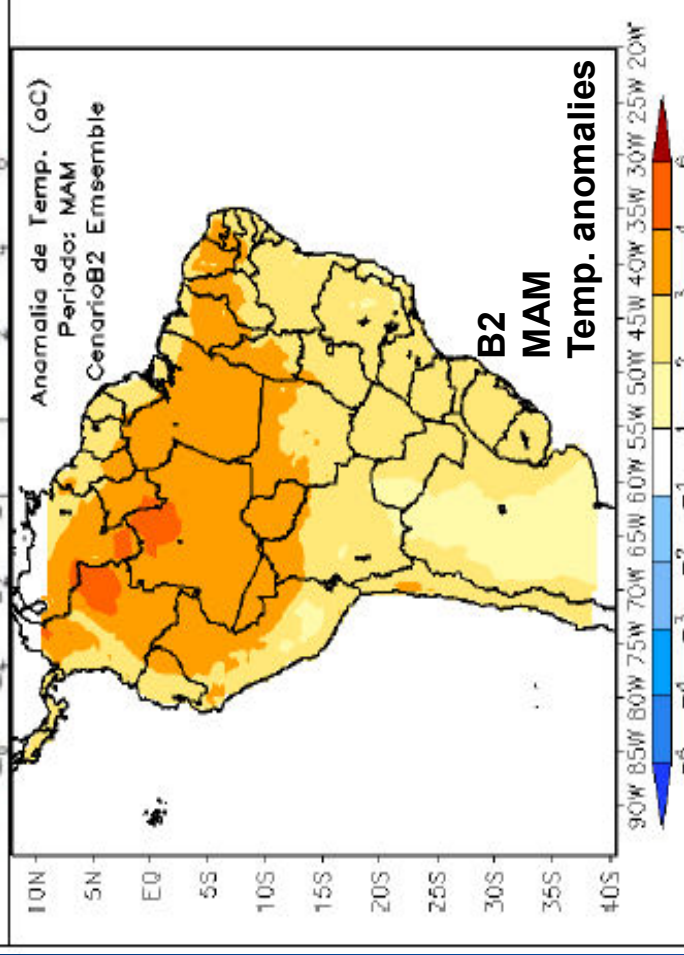 Anomalia de Temp. (oC)
Periodo: MAM
CenarioB2 Emsemble
B2
MAM
Temp. anomalies
10N
5N
EQ
5S
10S
15S
20S
25S
30S
35S
40S
90W 85W 80W 75W 70W 65W 60W 55W 50W 45W 40W 35W 30W 25W 20W